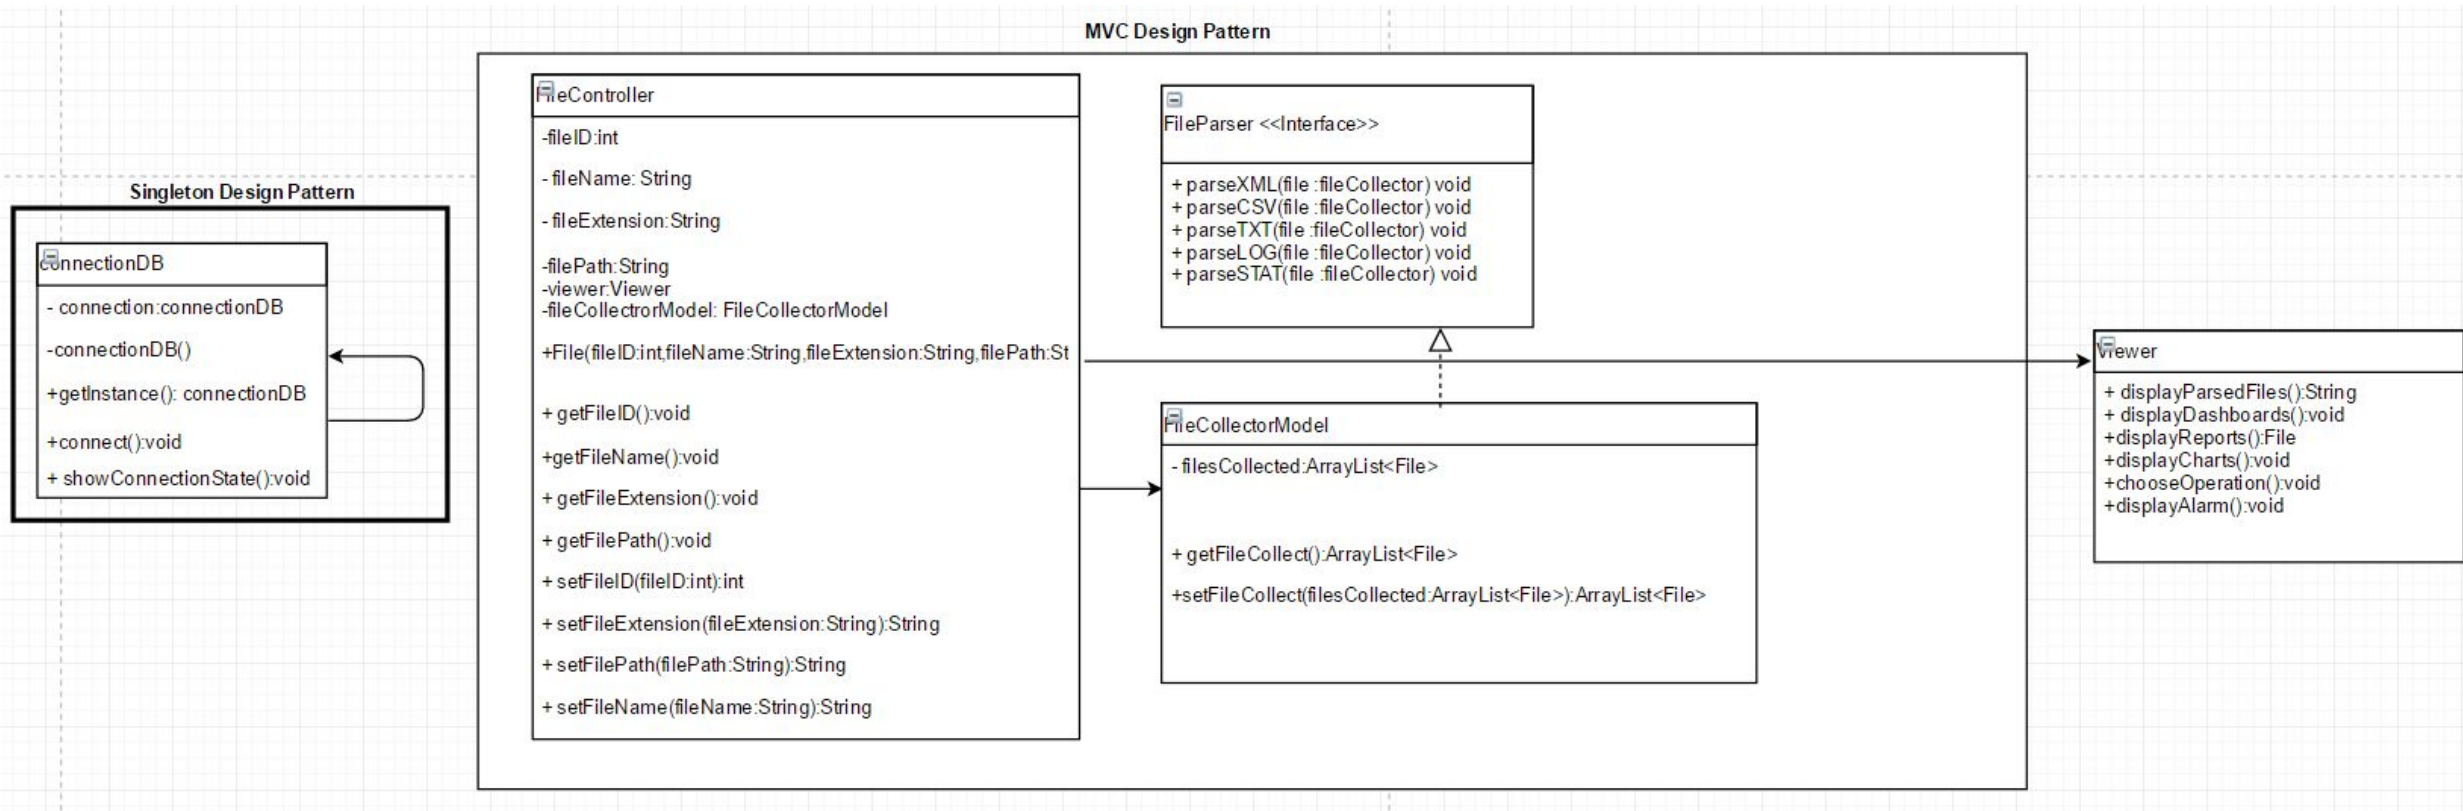 MVC Design Pattern
Singleton Design Pattern
connectionDB
- connection:connectionDB
-connectionDB()
+getInstance(): connectionDB
+connect():void
+ showConnectionState():void
FileController
-fileID:int
- fileName: String
- fileExtension:String
-filePath:String
-viewer:Viewer
-fileCollectrorModel: FileCollectorModel
+File(fileID:int,fileName:String,fileExtension:String,filePath:St
+ getFileID():void
+getFileName():void
+ getFileExtension():void
+ getFilePath():void
+ setFileID(fileID:int):int
+ setFileExtension(fileExtension:String):String
+ setFilePath(filePath:String):String
+ setFileName(fileName:String):String
FileParser <<Interface>>
+ parseXML(file :fileCollector) void
+ parseCSV(file :fileCollector) void
+ parseTXT(file :fileCollector) void
+ parseLOG(file :fileCollector) void
+ parseSTAT(file :fileCollector) void
FileCollectorModel
- filesCollected:ArrayList<File>
+ getFileCollect():ArrayList<File>
+setFileCollect(filesCollected:ArrayList<File>):ArrayList<File>
Viewer
+ displayParsedFiles():String
+ displayDashboards():void
+displayReports():File
+displayCharts():void
+chooseOperation():void
+displayAlarm():void